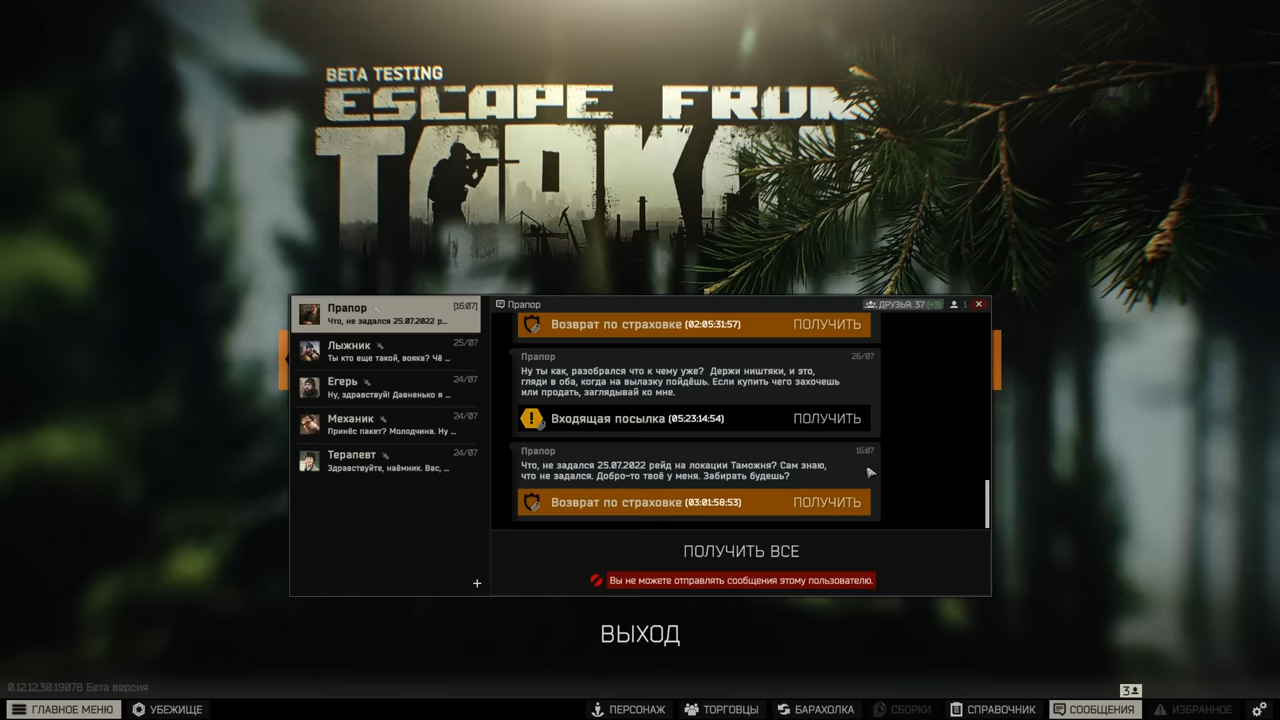 BETA TESTING
ESCAPE FROM
TARKOV
Прапор
[16:07]
Что, не задался 25.07.2022 р...
Лыжник
25/07
Ты кто еще такой, вояка? Чё ...
Егерь
24/07
Ну, здравствуй! Давненько я ...
Механик
24/07
Принёс пакет? Молодчина. Ну ...
Терапевт
24/07
Здравствуйте, наёмник. Вас, ...
+
Прапор
ДРУЗЬЯ: 37 (+3)
1
Возврат по страховке (02:05:31:57)
ПОЛУЧИТЬ
Прапор
26/07
Ну ты как, разобрался что к чему уже? Держи ништяки, и это,
гляди в оба, когда на вылазку пойдёшь. Если купить чего захочешь
или продать, заглядывай ко мне.
Входящая посылка (05:23:14:54)
ПОЛУЧИТЬ
Прапор
16:07
Что, не задался 25.07.2022 рейд на локации Таможня? Сам знаю,
что не задался. Добро-то твоё у меня. Забирать будешь?
Возврат по страховке (03:01:58:53)
ПОЛУЧИТЬ
ПОЛУЧИТЬ ВСЕ
Вы не можете отправлять сообщения этому пользователю.
ВЫХОД
0.12.12.30.19078 Бета версия
3
ГЛАВНОЕ МЕНЮ
УБЕЖИЩЕ
ПЕРСОНАЖ
ТОРГОВЦЫ
БАРАХОЛКА
СБОРКИ
СПРАВОЧНИК
СООБЩЕНИЯ
ИЗБРАННОЕ